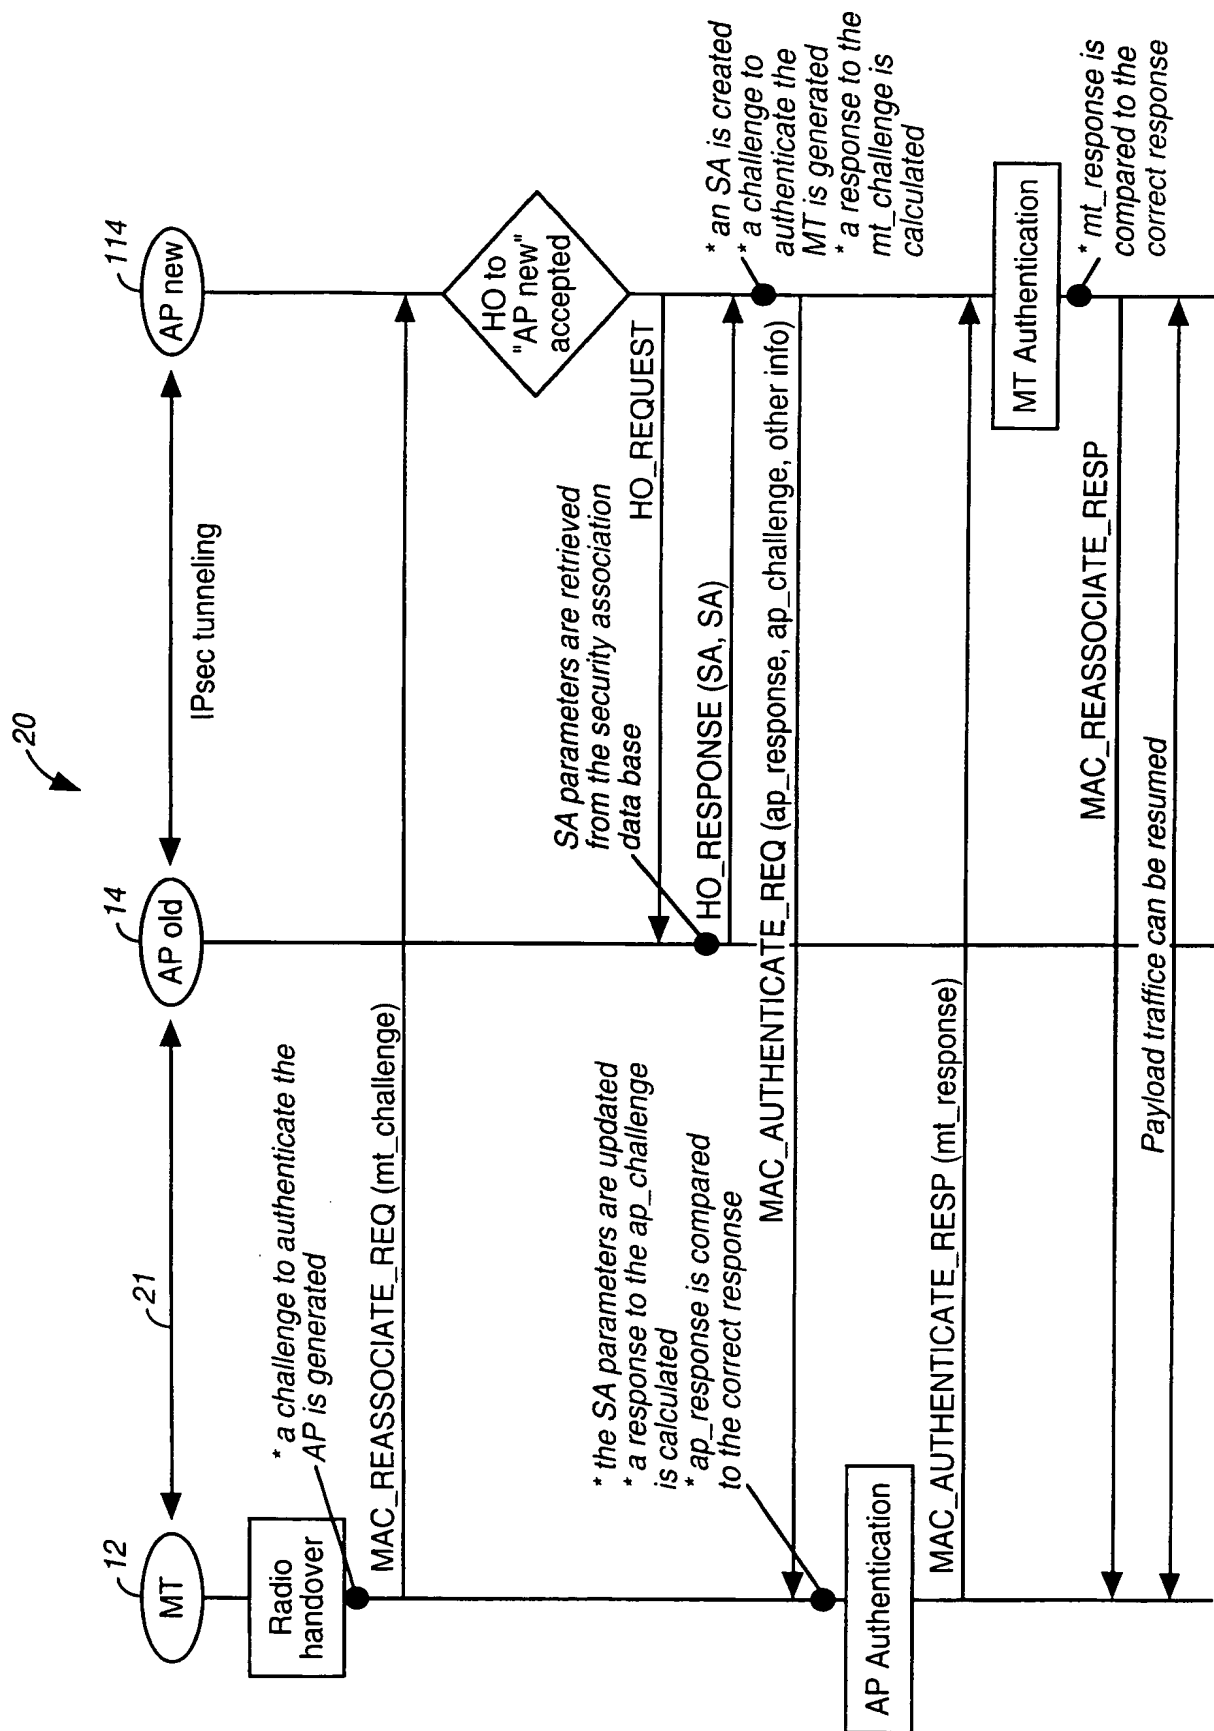 20
12
MT
21
14
AP old
IPsec tunneling
114
AP new
Radio
handover
* a challenge to authenticate the
AP is generated
MAC_REASSOCIATE_REQ (mt_challenge)
HO to
"AP new"
accepted
HO_REQUEST
SA parameters are retrieved
from the security association
data base
HO_RESPONSE (SA, SA)
* an SA is created
* a challenge to
authenticate the
MT is generated
* a response to the
mt_challenge is
calculated
MAC_AUTHENTICATE_REQ (ap_response, ap_challenge, other info)
* the SA parameters are updated
* a response to the ap_challenge
is calculated
* ap_response is compared
to the correct response
AP Authentication
MAC_AUTHENTICATE_RESP (mt_response)
MT Authentication
* mt_response is
compared to the
correct response
MAC_REASSOCIATE_RESP
Payload traffice can be resumed